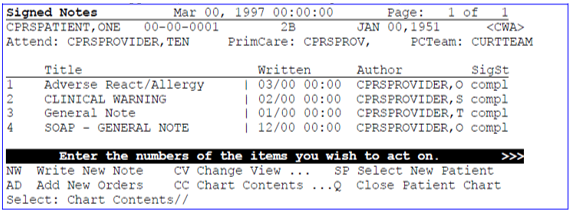 Signed Notes Mar 00, 1997 00:00:00 Page: 1 of 1
CPRSPATIENT,ONE 00-00-0001 2B JAN 00,1951 <CWA>
Attend: CPRSPROVIDER,TEN PrimCare: CPRSPROV, PCTeam: CURTTEAM
Title Written Author SigSt
1 Adverse React/Allergy | 03/00 00:00 CPRSPROVIDER,O compl
2 CLINICAL WARNING | 02/00 00:00 CPRSPROVIDER,S compl
3 General Note | 01/00 00:00 CPRSPROVIDER,T compl
4 SOAP - GENERAL NOTE | 12/00 00:00 CPRSPROVIDER,O compl
Enter the numbers of the items you wish to act on. >>>
NW Write New Note CV Change View ... SP Select New Patient
AD Add New Orders CC Chart Contents ...Q Close Patient Chart
Select: Chart Contents//